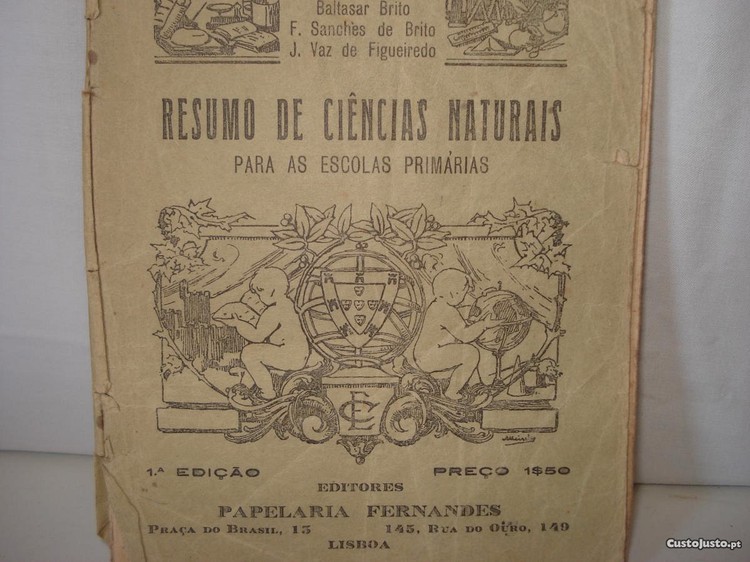 Baltasar Brito
F. Sanches de Brito
J. Vaz de Figueiredo
RESUMO DE CIÊNCIAS NATURAIS
PARA AS ESCOLAS PRIMÁRIAS
1.ª EDIÇÃO PREÇO 1$50
EDITORES
PAPELARIA FERNANDES
PRAÇA DO BRASIL, 13 145, RUA DO OURO, 149
LISBOA
CustoJusto.pt